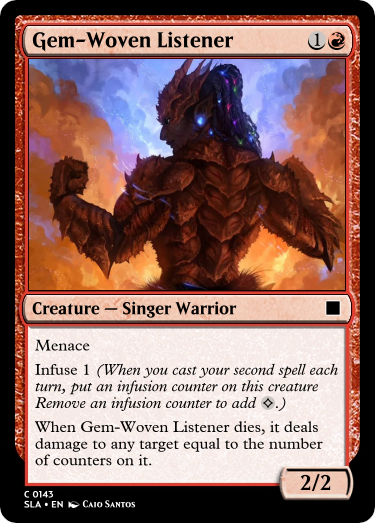 Gem-Woven Listener 1
Creature — Singer Warrior
Menace
Infuse 1 (When you cast your second spell each
turn, put an infusion counter on this creature
Remove an infusion counter to add .)
When Gem-Woven Listener dies, it deals
damage to any target equal to the number
of counters on it.
2/2
C 0143
SLA • EN Caio Santos